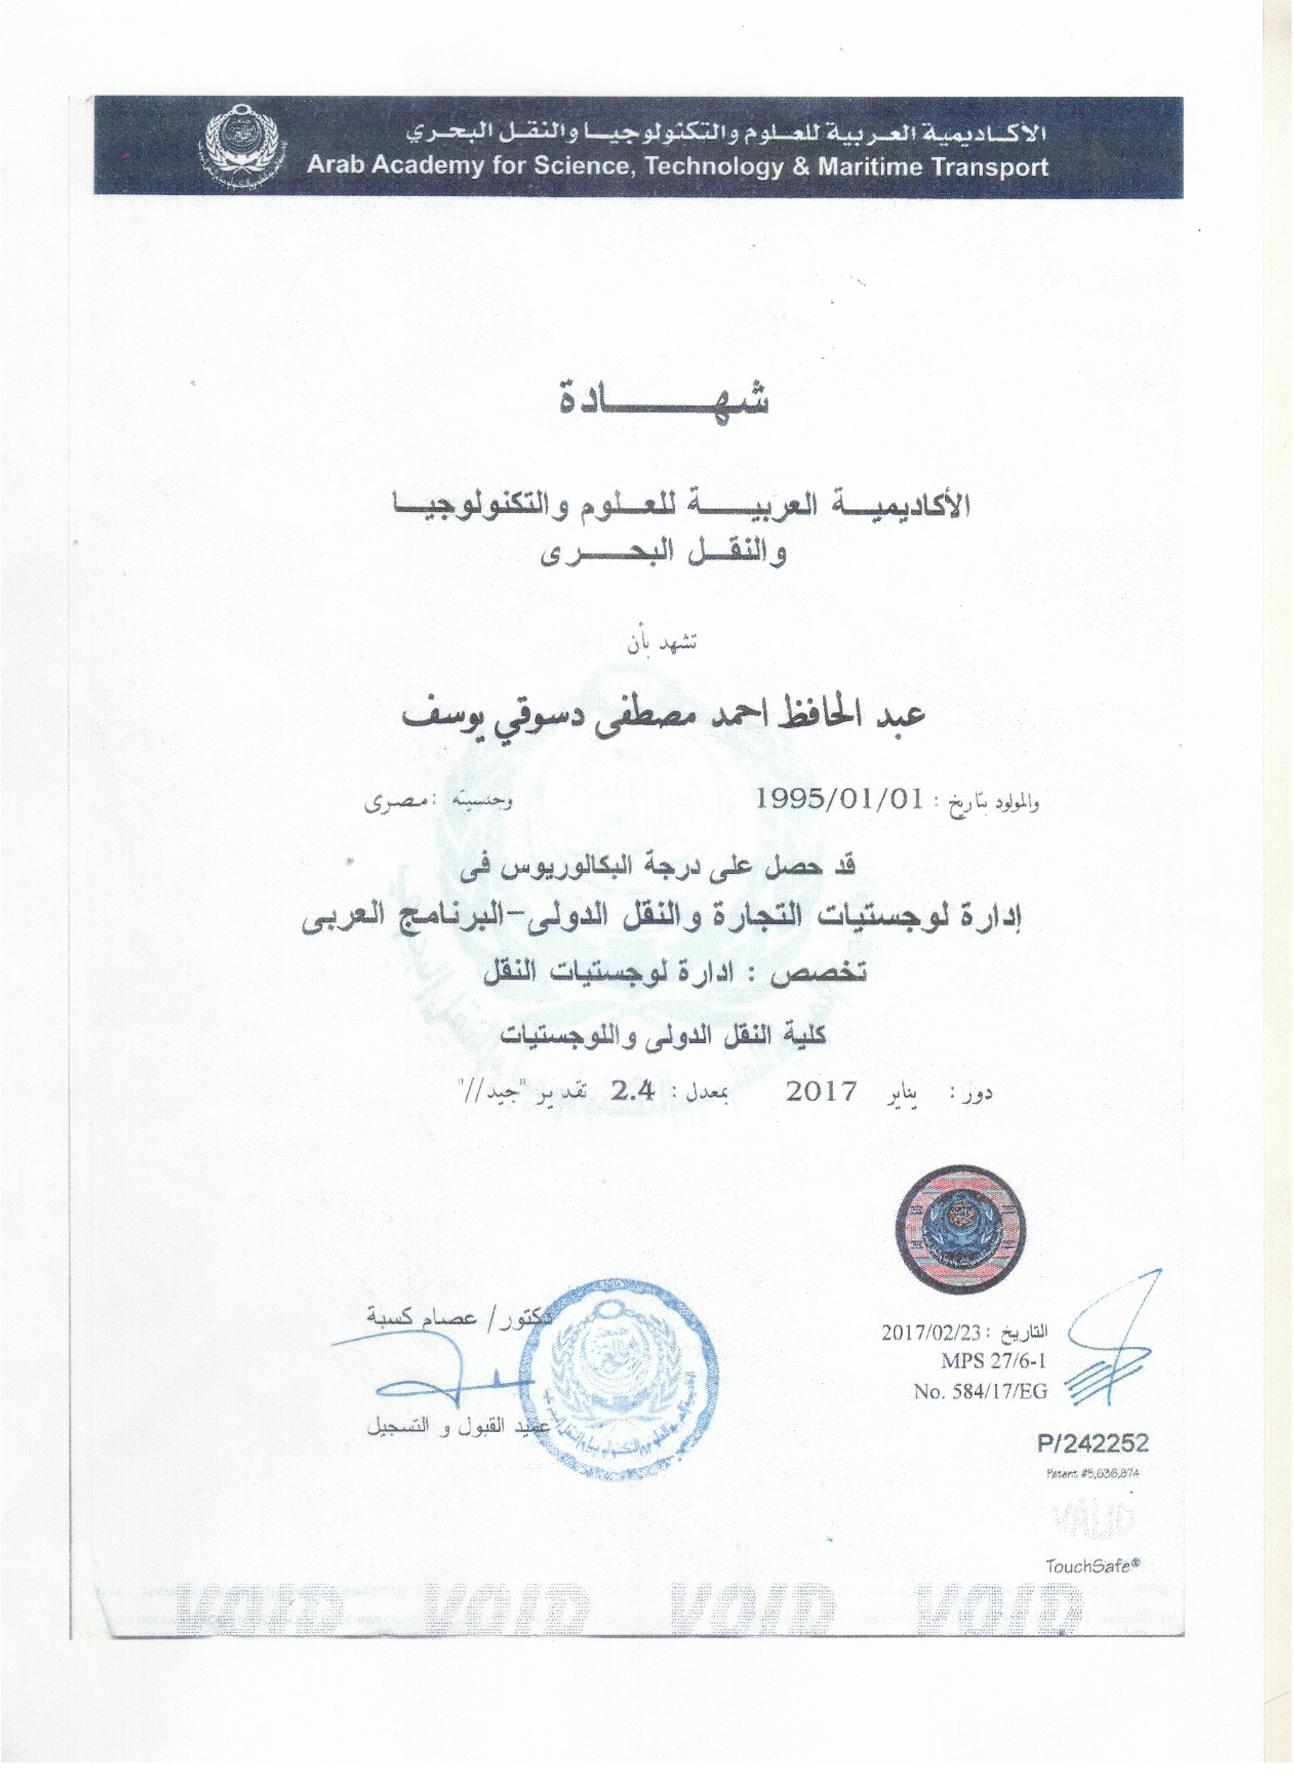 الأكاديمية العربية للعلوم والتكنولوجيا والنقل البحري
Arab Academy for Science, Technology & Maritime Transport
شهادة
الأكاديمية العربية للعلوم والتكنولوجيا
والنقل البحرى
تشهد بأن
عبد الحافظ احمد مصطفى دسوقي يوسف
والمولود بتاريخ : 1995/01/01 وجنسيته : مصرى
قد حصل على درجة البكالوريوس فى
إدارة لوجستيات التجارة والنقل الدولى-البرنامج العربى
تخصص : ادارة لوجستيات النقل
كلية النقل الدولى واللوجستيات
دور : يناير 2017 بمعدل : 2.4 تقدير "جيد//"
دكتور/ عصام كسبة
عميد القبول و التسجيل
التاريخ : 2017/02/23
MPS 27/6-1
No. 584/17/EG
P/242252
Patent #5,636,874
VALID
TouchSafe®
VOID VOID VOID VOID